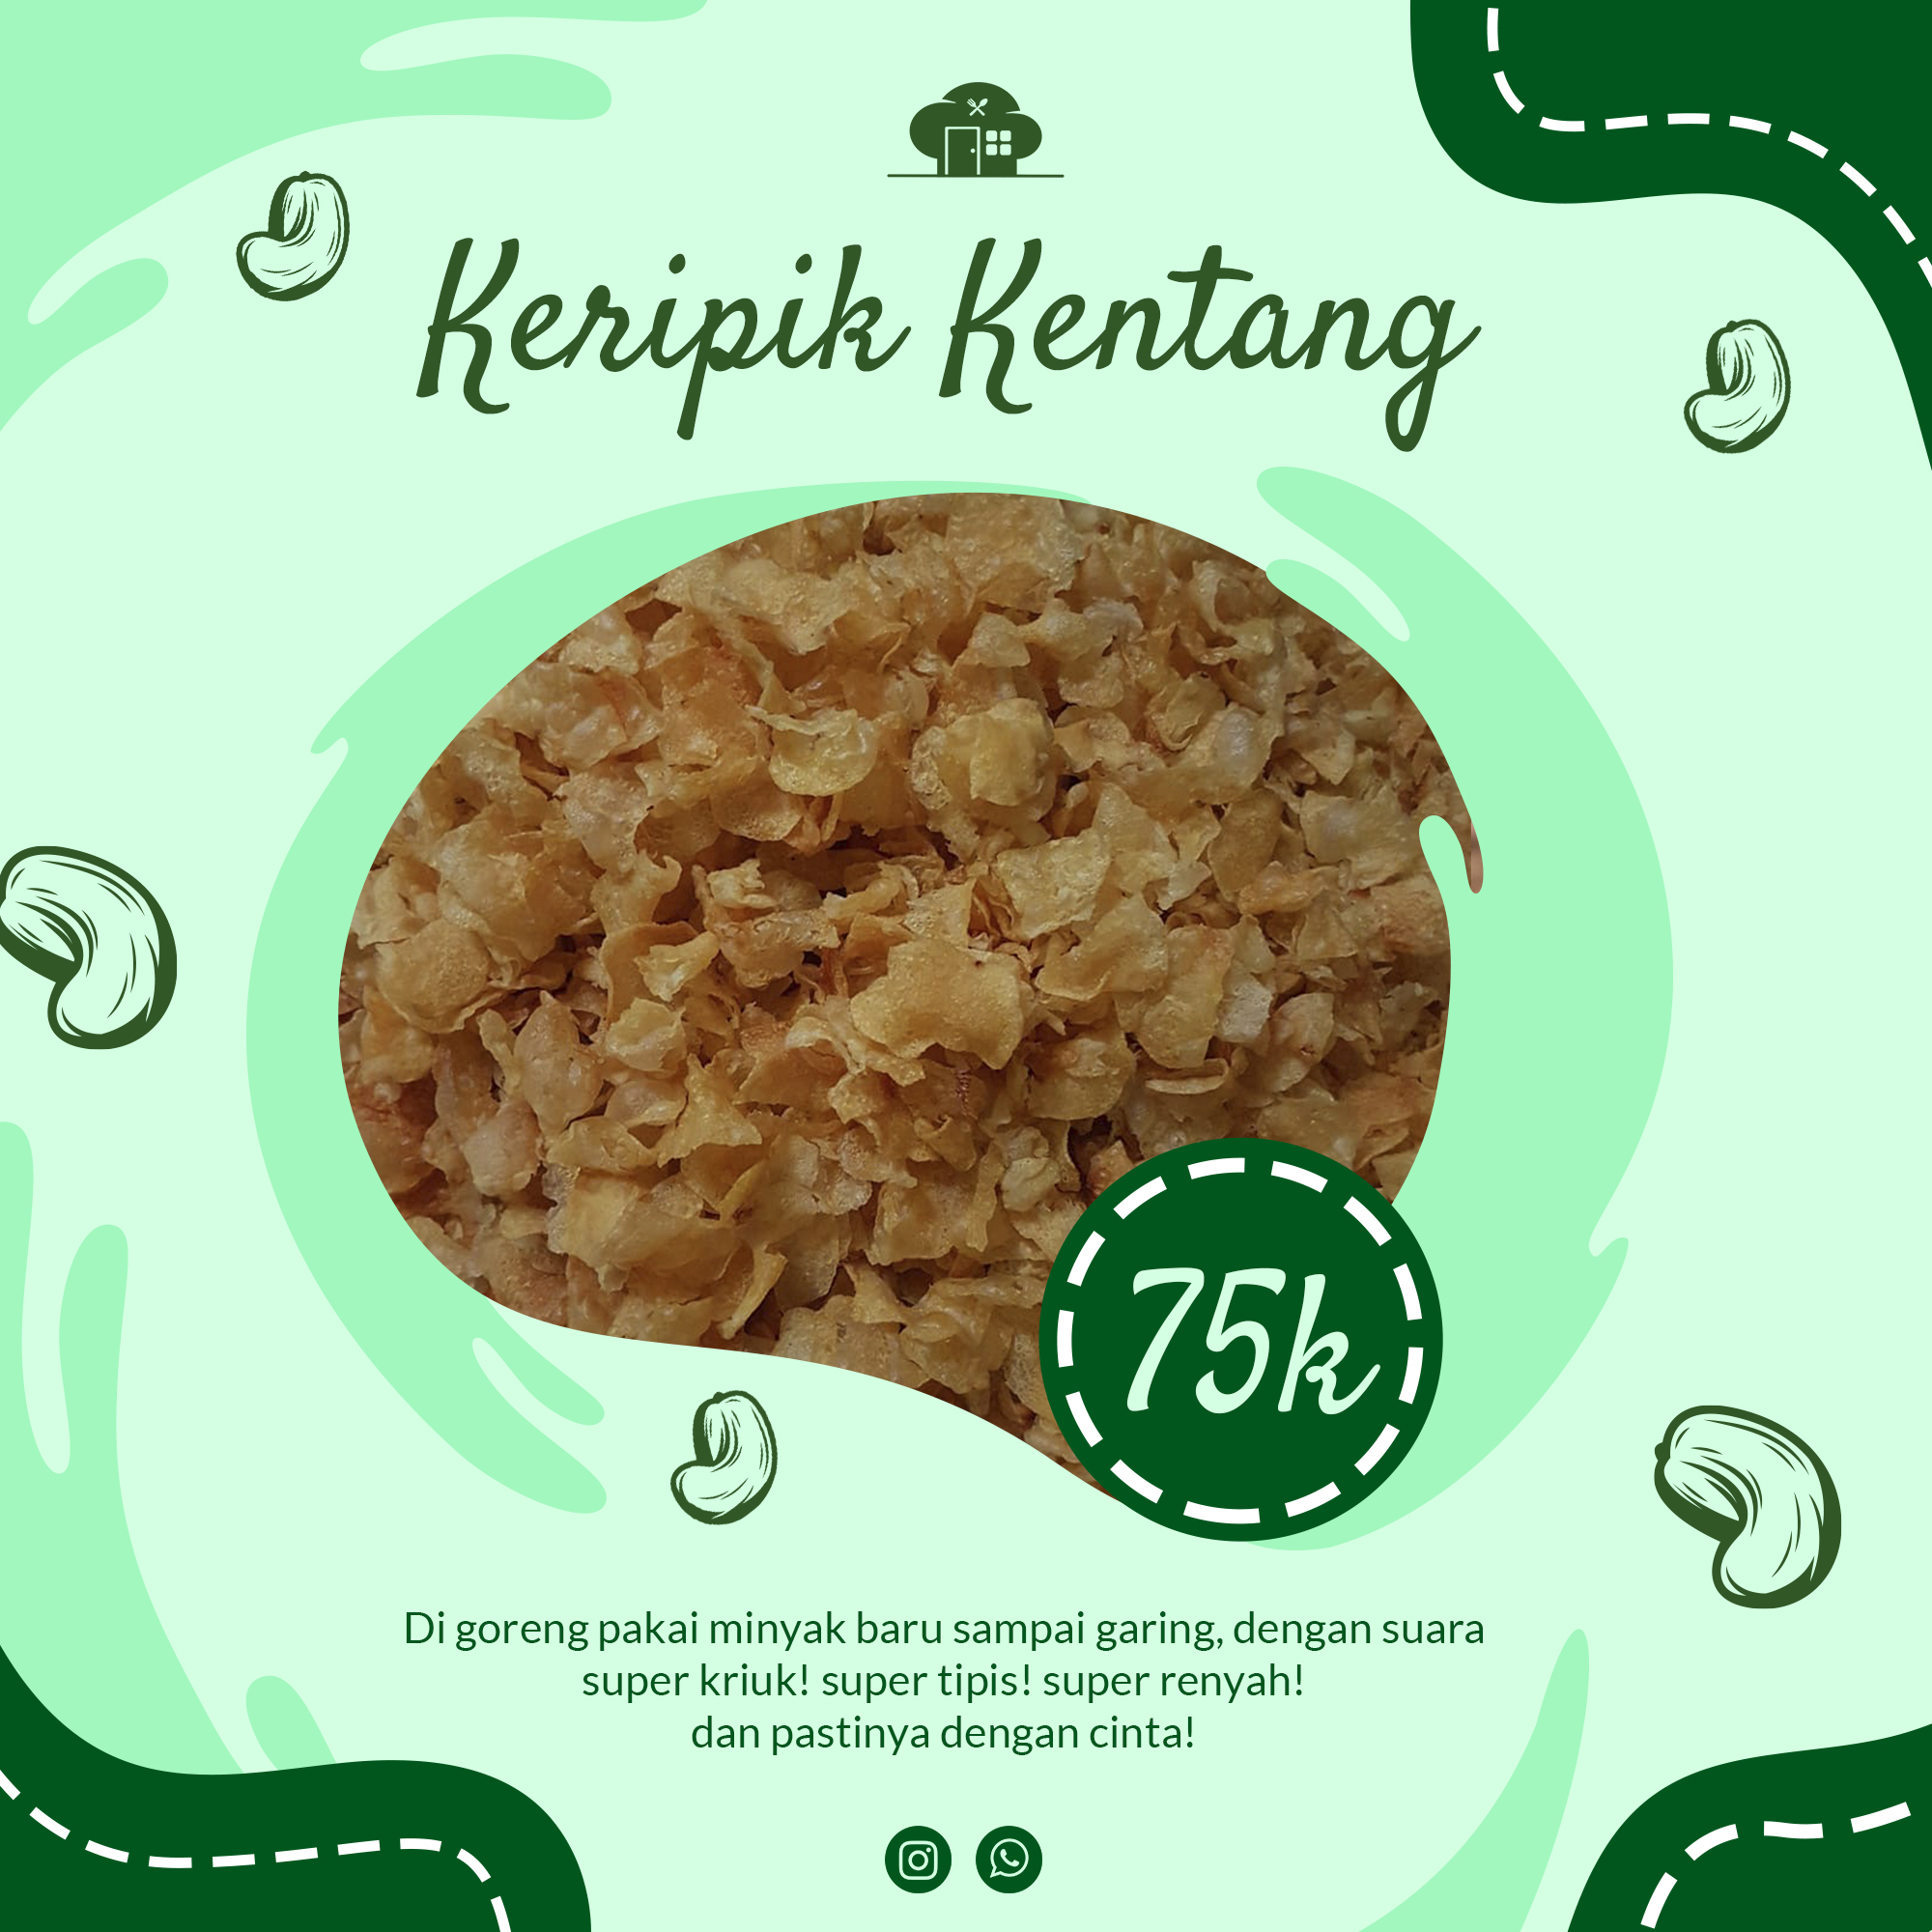 Keripik Kentang
75k
Di goreng pakai minyak baru sampai garing, dengan suara
super kriuk! super tipis! super renyah!
dan pastinya dengan cinta!